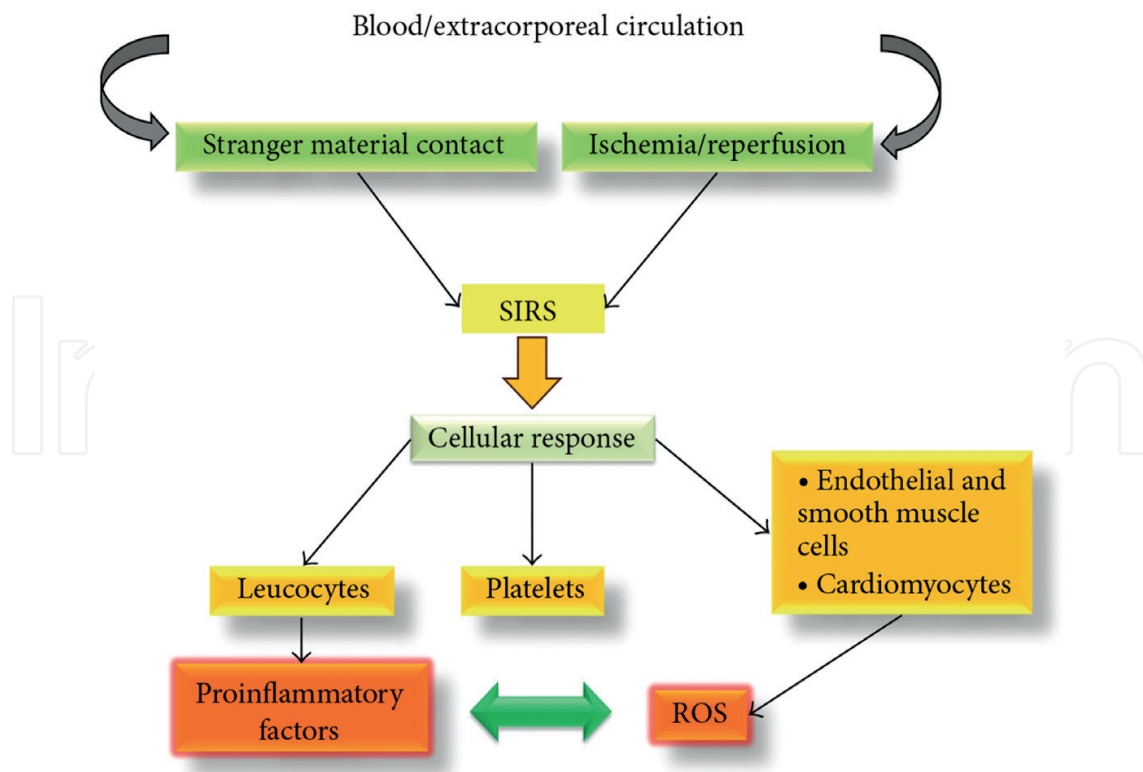 Blood/extracorporeal circulation
Stranger material contact
Ischemia/reperfusion
SIRS
Cellular response
• Endothelial and
smooth muscle
cells
• Cardiomyocytes
Leucocytes
Platelets
Proinflammatory
factors
ROS